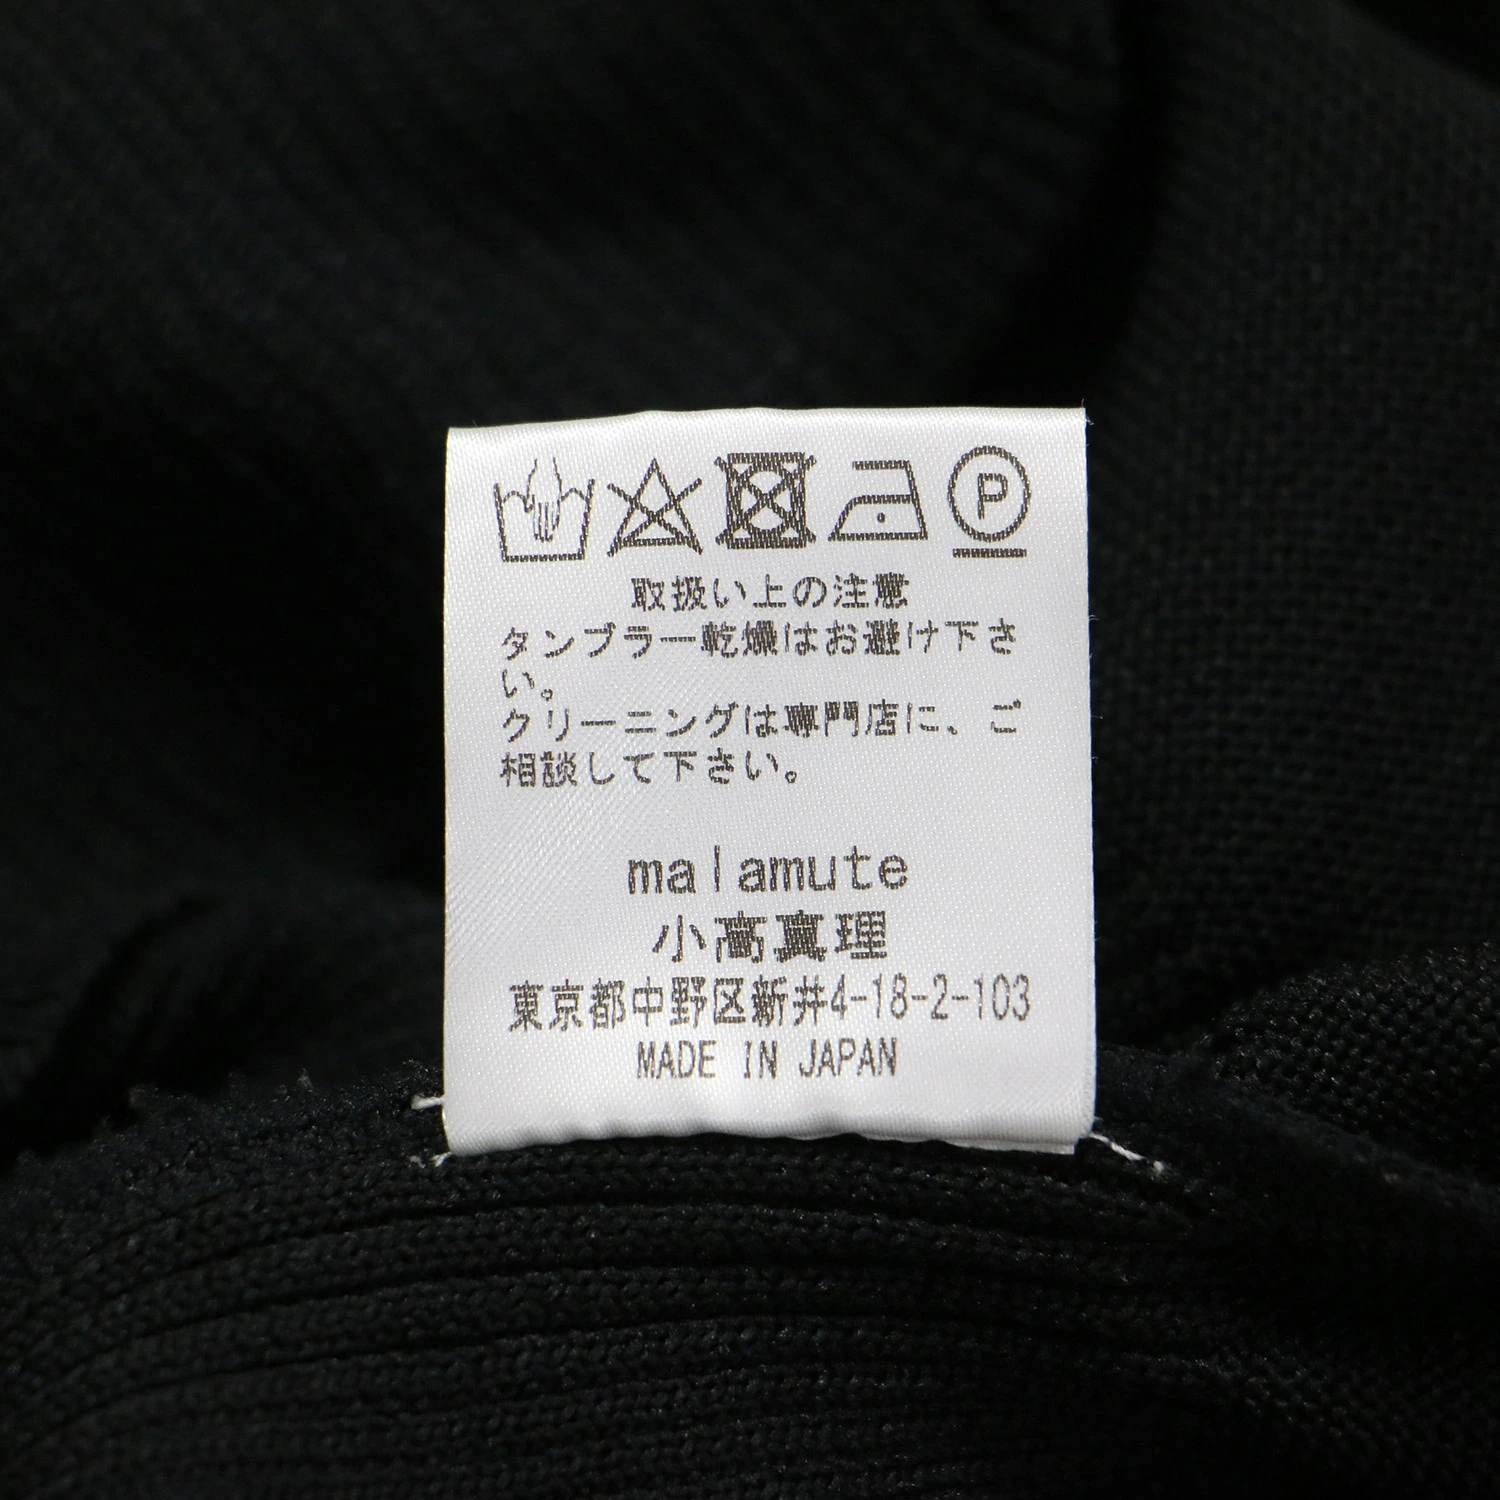 P
取扱い上の注意
タンブラー乾燥はお避け下さ
い。
クリーニングは専門店に、ご
相談して下さい。
malamute
小高真理
東京都中野区新井4-18-2-103
MADE IN JAPAN